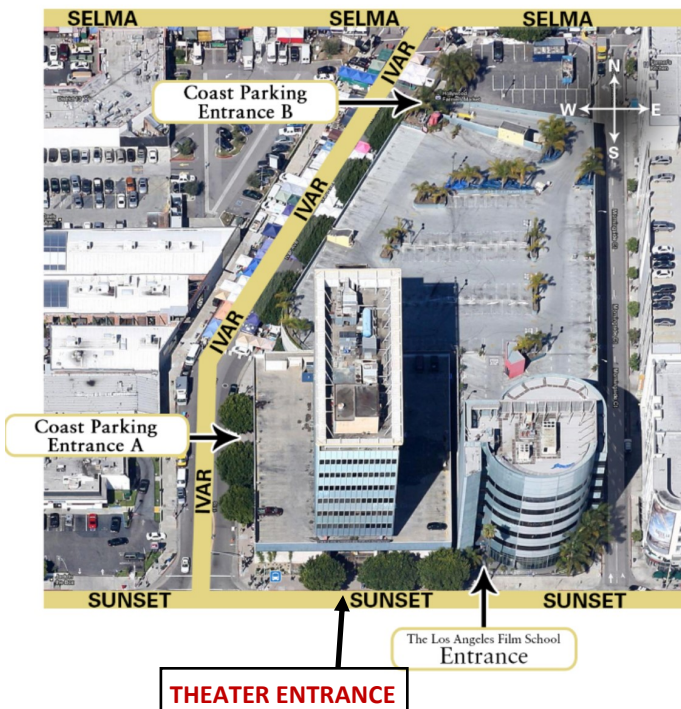 SELMA SELMA SELMA
IVAR
Coast Parking
Entrance B
N
W E
S
IVAR
IVAR
Coast Parking
Entrance A
IVAR
SUNSET SUNSET SUNSET
The Los Angeles Film School
Entrance
THEATER ENTRANCE